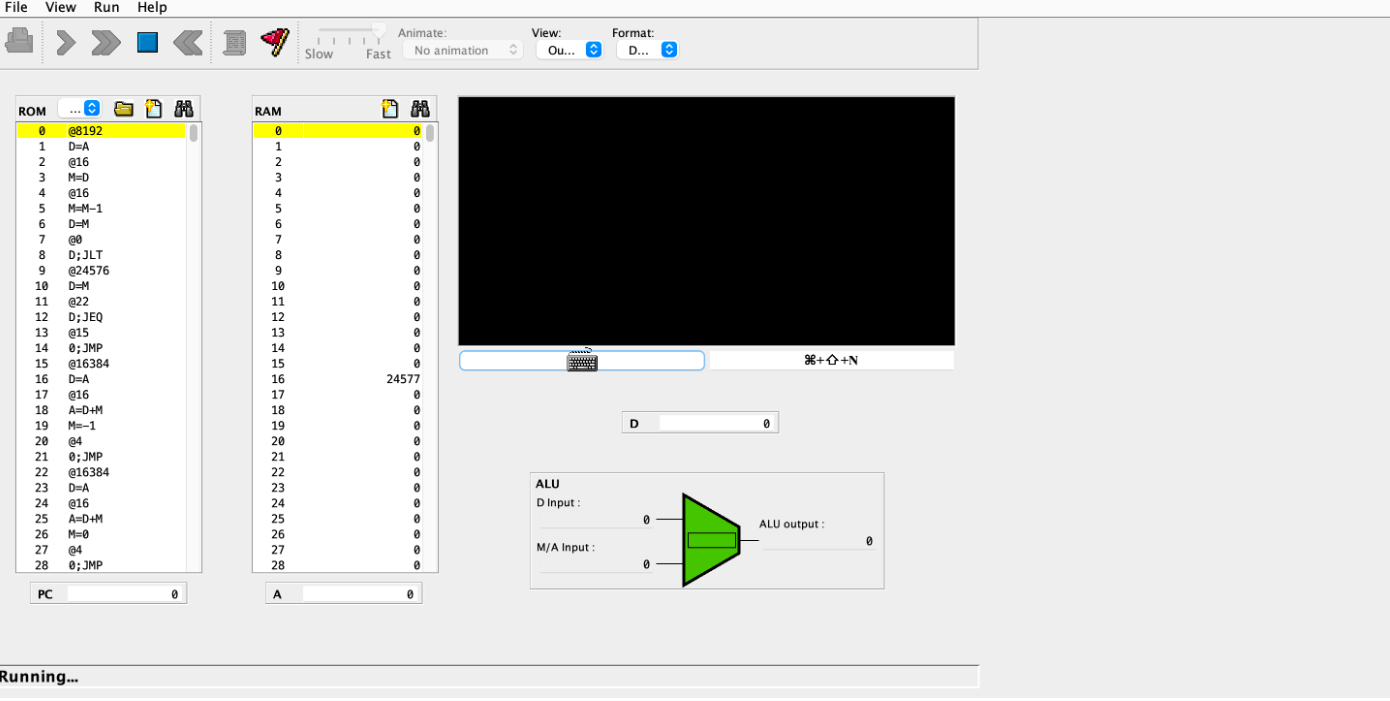 File View Run Help
Animate: View: Format:
Slow Fast No animation Ou... D...
ROM ... RAM
0 @8192
1 D=A
2 @16
3 M=D
4 @16
5 M=M-1
6 D=M
7 @0
8 D;JLT
9 @24576
10 D=M
11 @22
12 D;JEQ
13 @15
14 0;JMP
15 @16384
16 D=A
17 @16
18 A=D+M
19 M=-1
20 @4
21 0;JMP
22 @16384
23 D=A
24 @16
25 A=D+M
26 M=0
27 @4
28 0;JMP
PC 0
0 0
1 0
2 0
3 0
4 0
5 0
6 0
7 0
8 0
9 0
10 0
11 0
12 0
13 0
14 0
15 0
16 24577
17 0
18 0
19 0
20 0
21 0
22 0
23 0
24 0
25 0
26 0
27 0
28 0
A 0
⌘+⇧+N
D 0
ALU
D Input :
0
M/A Input :
0
ALU output :
0
Running...